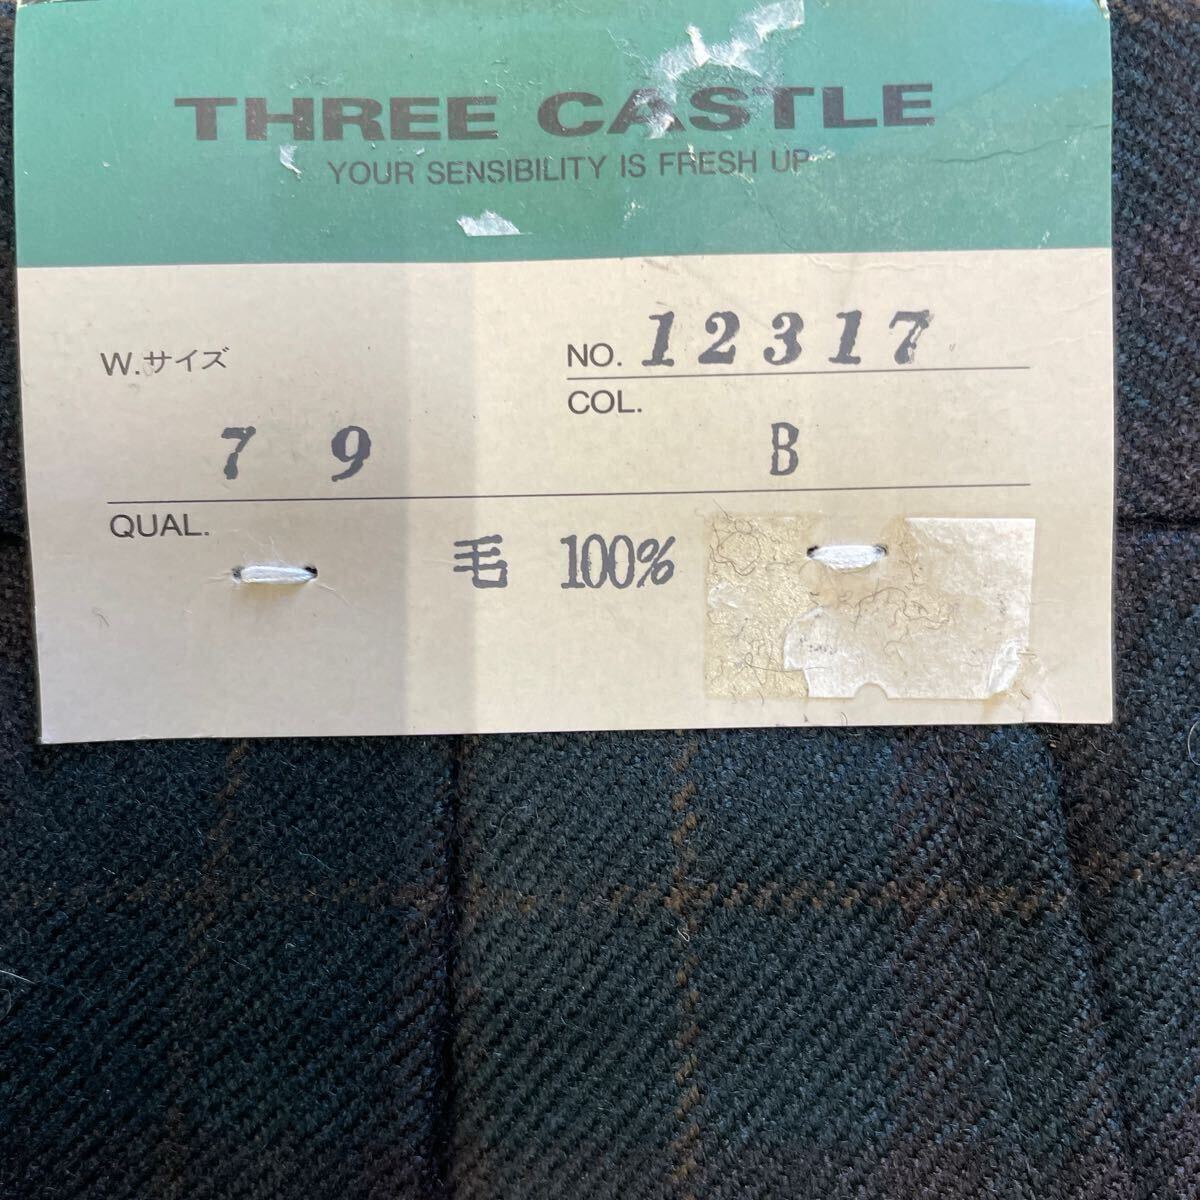 THREE CASTLE
YOUR SENSIBILITY IS FRESH UP
W.サイズ
79
NO. 12317
COL.
B
QUAL.
毛 100%